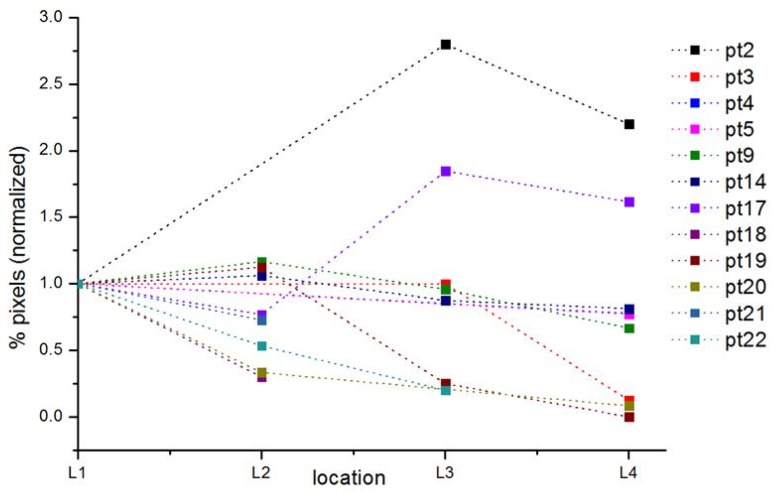 % pixels (normalized)
3.0
2.5
2.0
1.5
1.0
0.5
0.0
L1
L2
L3
L4
location
pt2
pt3
pt4
pt5
pt9
pt14
pt17
pt18
pt19
pt20
pt21
pt22